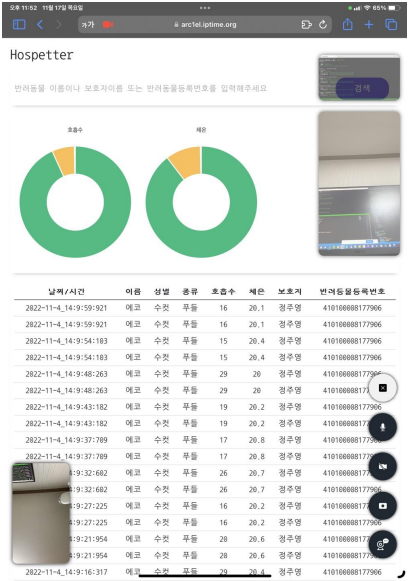 오후 11:52 11월 17일 목요일
65%
가가
arc1el.iptime.org
Hospetter
반려동물 이름이나 보호자이름 또는 반려동물등록번호를 입력해주세요
검색
호흡수 체온
날짜/시간 이름 성별 종류 호흡수 체온 보호자 반려동물등록번호
2022-11-4_14:9:59:921 에코 수컷 푸들 16 20.1 정주영 410100008177906
2022-11-4_14:9:59:921 에코 수컷 푸들 16 20.1 정주영 410100008177906
2022-11-4_14:9:54:103 에코 수컷 푸들 15 20.4 정주영 410100008177906
2022-11-4_14:9:54:103 에코 수컷 푸들 15 20.4 정주영 410100008177906
2022-11-4_14:9:48:263 에코 수컷 푸들 29 20 정주영 410100008177906
2022-11-4_14:9:48:263 에코 수컷 푸들 29 20 정주영 410100008177906
2022-11-4_14:9:43:182 에코 수컷 푸들 19 20.2 정주영 410100008177906
2022-11-4_14:9:43:182 에코 수컷 푸들 19 20.2 정주영 410100008177906
2022-11-4_14:9:37:709 에코 수컷 푸들 17 20.8 정주영 410100008177906
2022-11-4_14:9:37:709 에코 수컷 푸들 17 20.8 정주영 410100008177906
4:9:32:602 에코 수컷 푸들 26 20.7 정주영 410100008177906
4:9:32:602 에코 수컷 푸들 26 20.7 정주영 410100008177906
4:9:27:225 에코 수컷 푸들 16 20.2 정주영 410100008177906
4:9:27:225 에코 수컷 푸들 16 20.2 정주영 410100008177906
4:9:21:954 에코 수컷 푸들 20 20.6 정주영 410100008177906
4:9:21:954 에코 수컷 푸들 20 20.6 정주영 410100008177906
2022-11-4_14:9:16:317 에코 수컷 푸들 29 20.4 정주영 410100008177906